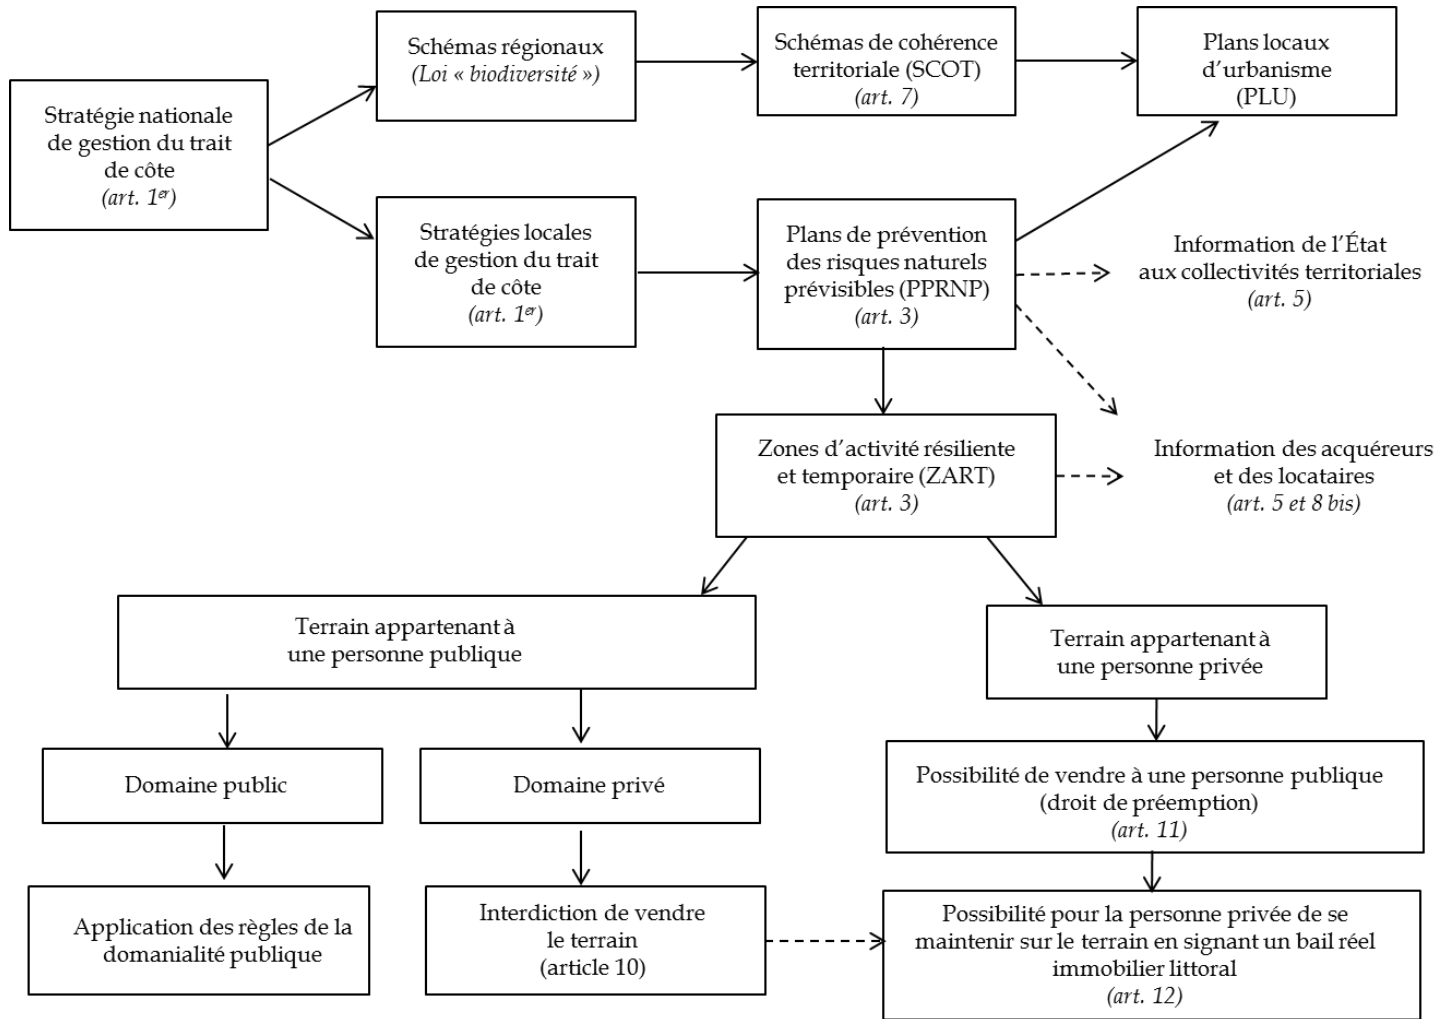 Stratégie nationale
de gestion du trait
de côte
(art. 1er)
Schémas régionaux
(Loi « biodiversité »)
Schémas de cohérence
territoriale (SCOT)
(art. 7)
Plans locaux
d’urbanisme
(PLU)
Stratégies locales
de gestion du trait
de côte
(art. 1er)
Plans de prévention
des risques naturels
prévisibles (PPRNP)
(art. 3)
Information de l’État
aux collectivités territoriales
(art. 5)
Zones d’activité résiliente
et temporaire (ZART)
(art. 3)
Information des acquéreurs
et des locataires
(art. 5 et 8 bis)
Terrain appartenant à
une personne publique
Terrain appartenant à
une personne privée
Domaine public
Domaine privé
Possibilité de vendre à une personne publique
(droit de préemption)
(art. 11)
Application des règles de la
domanialité publique
Interdiction de vendre
le terrain
(article 10)
Possibilité pour la personne privée de se
maintenir sur le terrain en signant un bail réel
immobilier littoral
(art. 12)